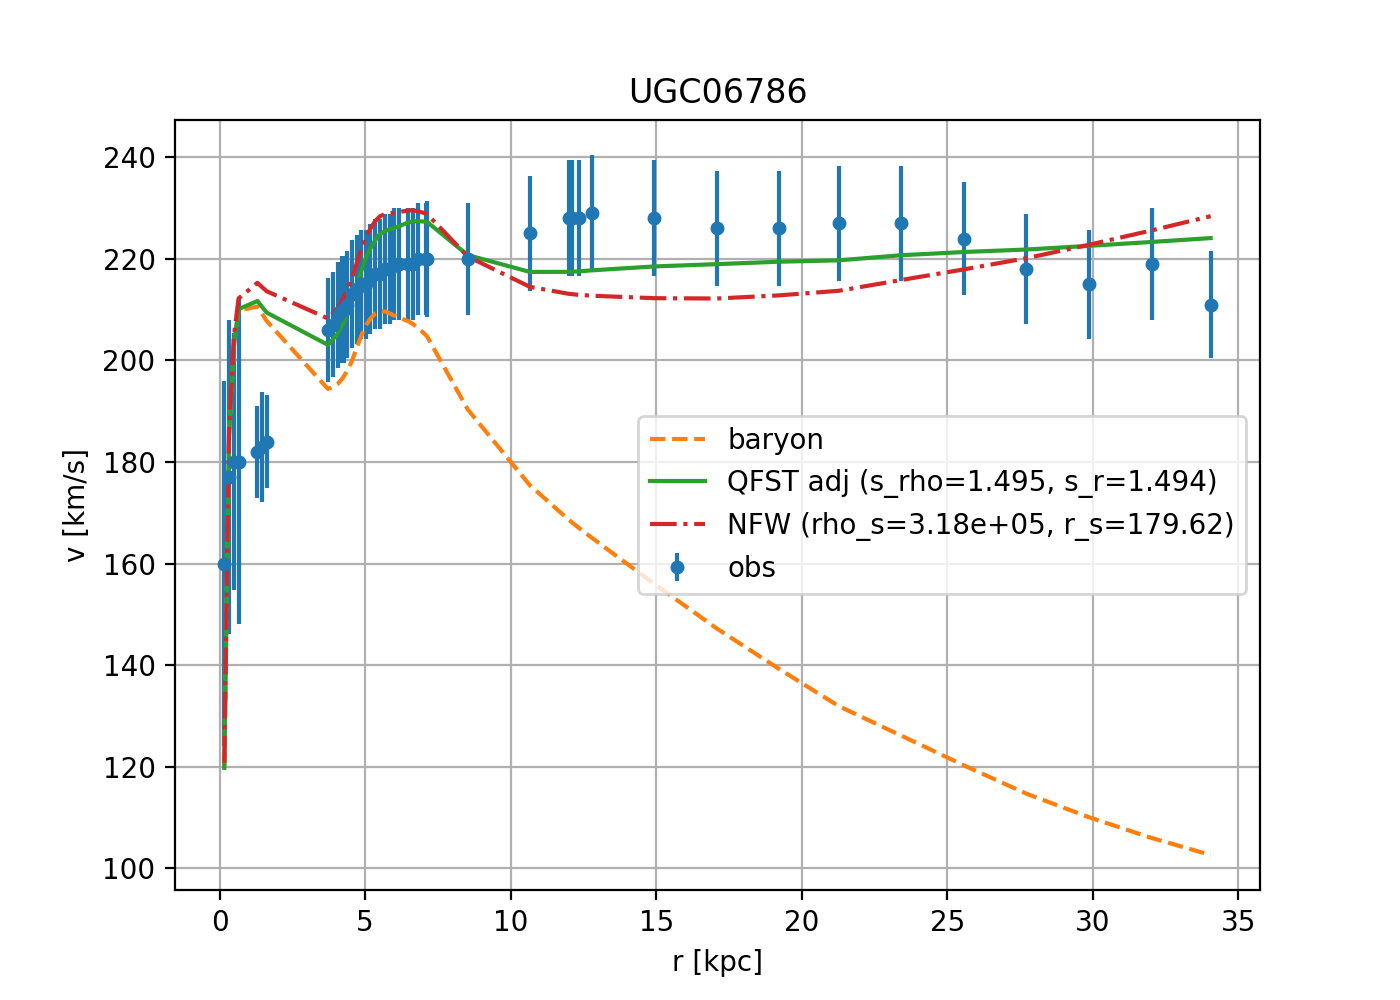 UGC06786
v [km/s]
240
220
200
180
160
140
120
100
baryon
QFST adj (s_rho=1.495, s_r=1.494)
NFW (rho_s=3.18e+05, r_s=179.62)
obs
0
5
10
15
20
25
30
35
r [kpc]